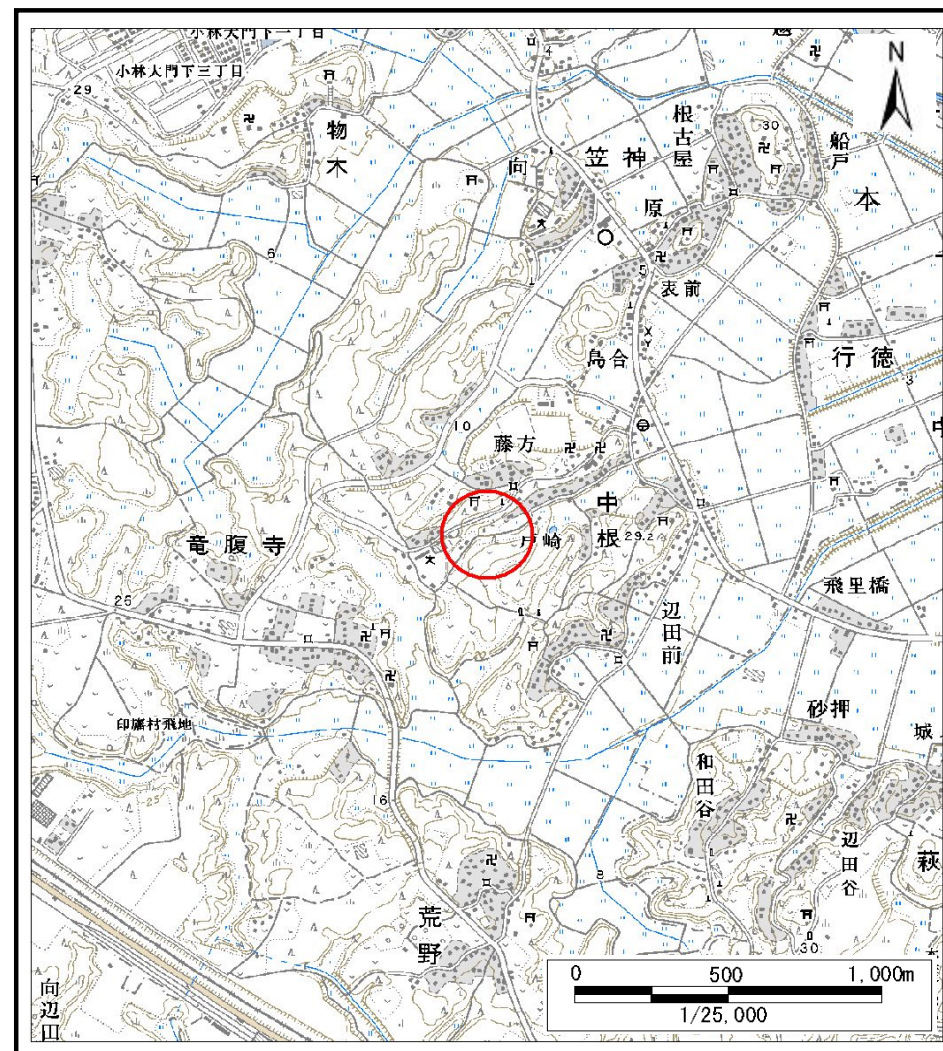 小林大門下一丁目
小林大門下三丁目
29
物木
向
笠神
根古屋
30
船戸
本
N
4
原
6
5
表前
鳥合
行徳
3
10
藤方
中根
戸崎
29.2
竜腹寺
25
辺田前
飛里橋
印旛村飛地
砂押
城
和田谷
16
25
辺田谷
萩
8
荒野
30
向辺田
0 500 1,000m
1/25,000